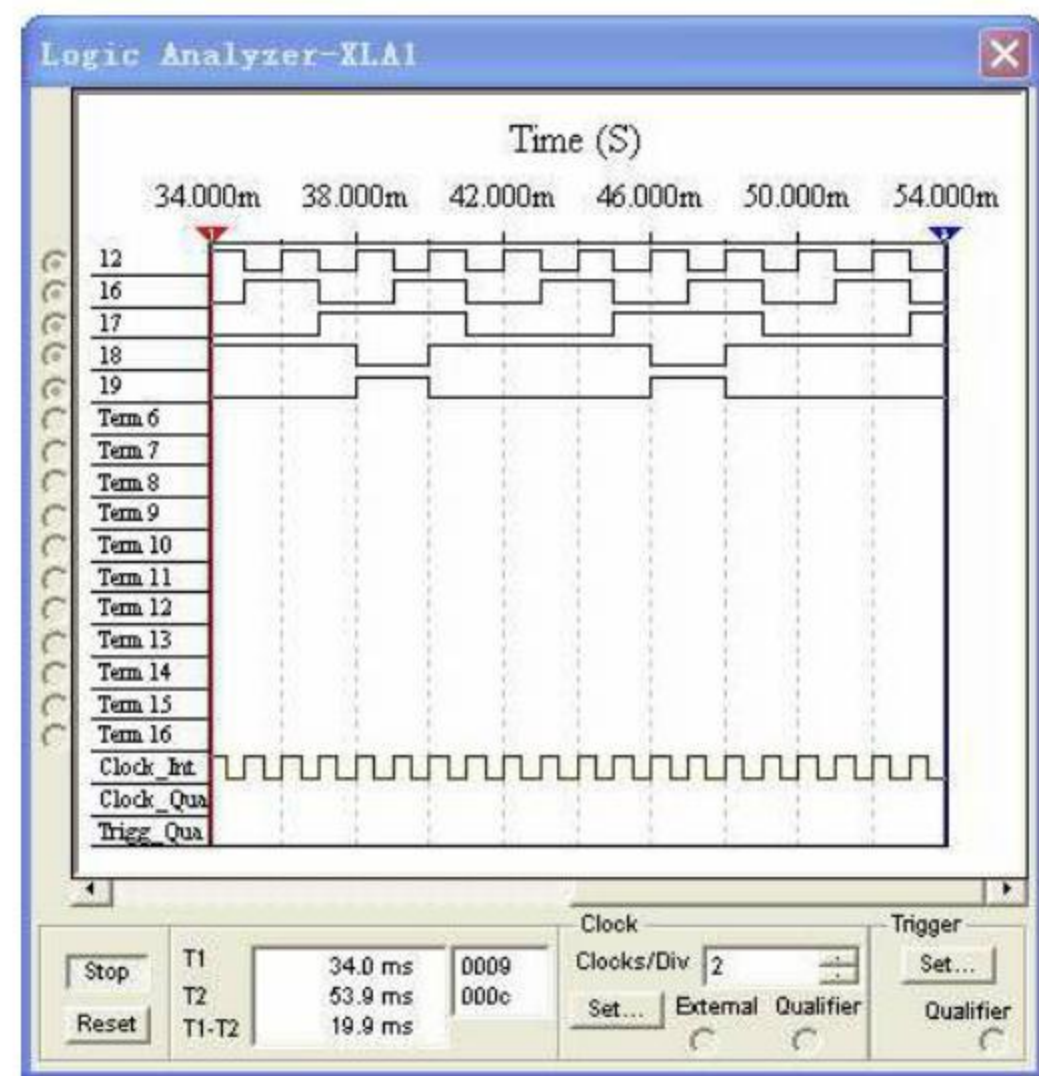 Logic Analyzer-XLA1
Time (S)
34.000m 38.000m 42.000m 46.000m 50.000m 54.000m
12
16
17
18
19
Term 6
Term 7
Term 8
Term 9
Term 10
Term 11
Term 12
Term 13
Term 14
Term 15
Term 16
Clock_Int
Clock_Qua
Trigg_Qua
Stop
Reset
T1 34.0 ms 0009
T2 53.9 ms 000c
T1-T2 19.9 ms
Clock
Clocks/Div 2
Set... External Qualifier
Trigger
Set...
Qualifier